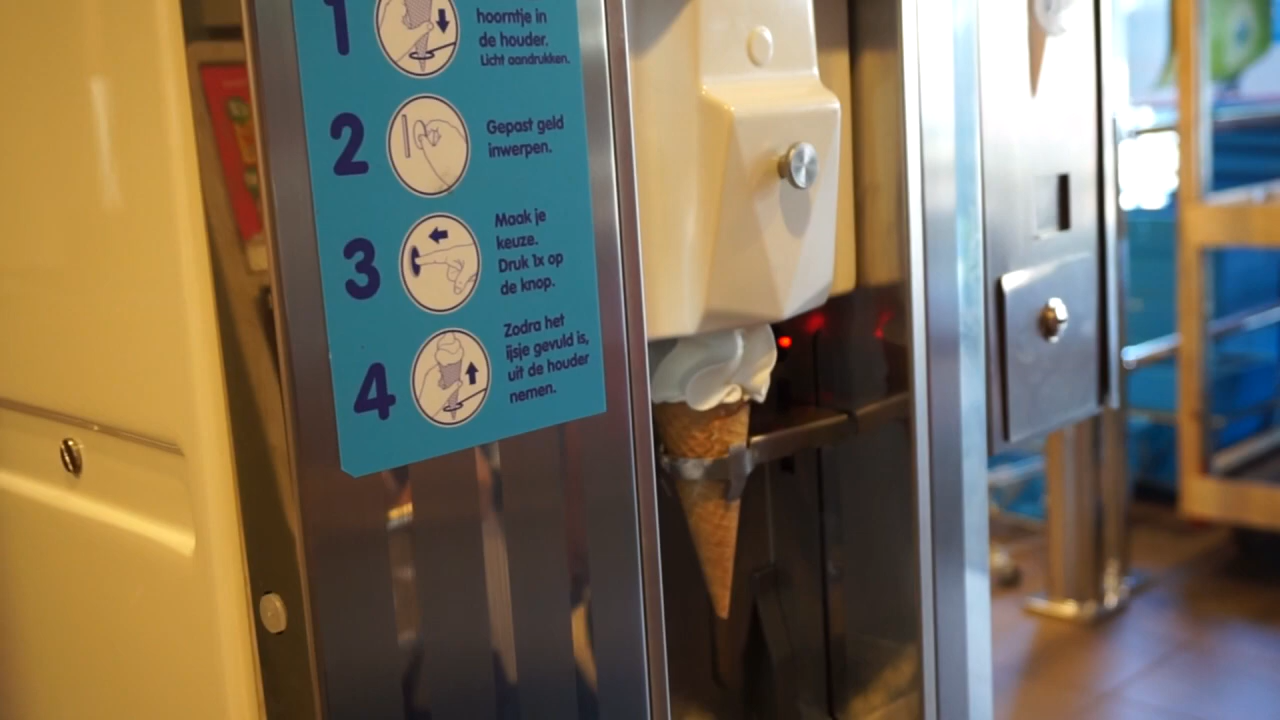 1
hoorntje in
de houder.
Licht aandrukken.
2
Gepast geld
inwerpen.
3
Maak je
keuze.
Druk 1x op
de knop.
4
Zodra het
ijsje gevuld is,
uit de houder
nemen.